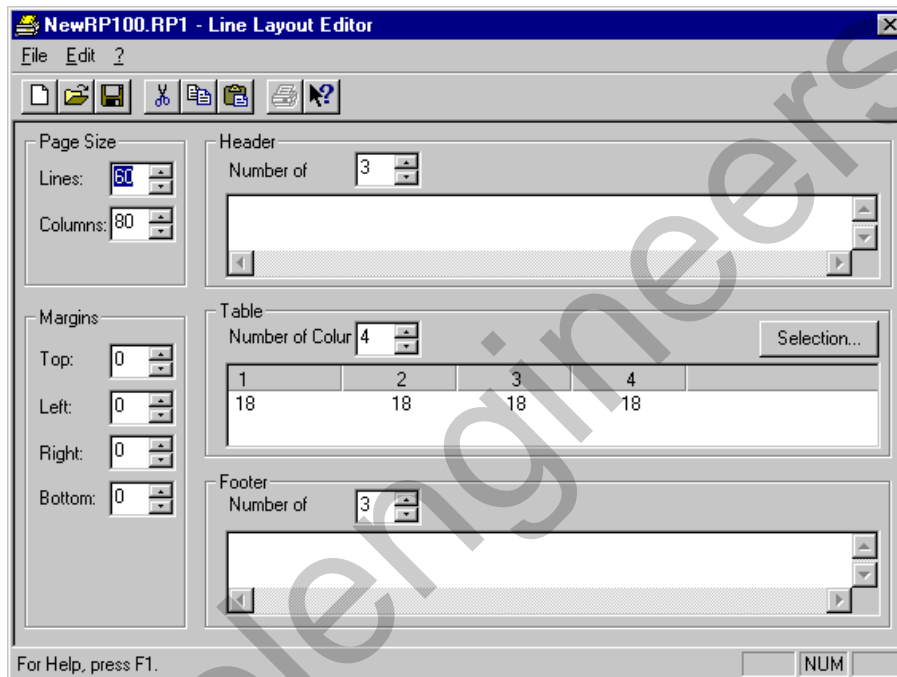 NewRP100.RP1 - Line Layout Editor
File Edit ?
Page Size
Lines: 60
Columns: 80
Header
Number of 3
Margins
Top: 0
Left: 0
Right: 0
Bottom: 0
Table
Number of Colur 4
Selection...
1 2 3 4
18 18 18 18
Footer
Number of 3
For Help, press F1.
NUM
lengineers